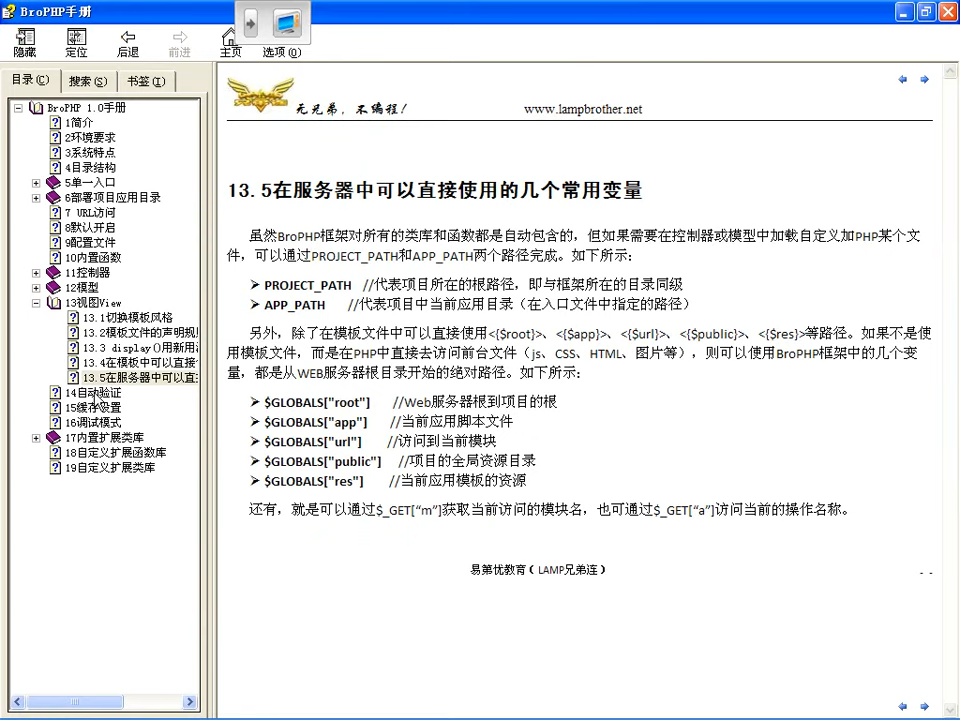 BroPHP手册
隐藏
定位
后退
前进
主页
选项(O)
目录(C)
搜索(S)
书签(I)
BroPHP 1.0手册
1简介
2环境要求
3系统特点
4目录结构
5单一入口
6部署项目应用目录
7 URL访问
8默认开启
9配置文件
10内置函数
11控制器
12模型
13视图View
13.1切换模板风格
13.2模板文件的声明规
13.3 display()用新用
13.4在模板中可以直接
13.5在服务器中可以直
14自动验证
15缓存设置
16调试模式
17内置扩展类库
18自定义扩展函数库
19自定义扩展类库
无兄弟，不编程！
www.lampbrother.net
13.5在服务器中可以直接使用的几个常用变量
虽然BroPHP框架对所有的类库和函数都是自动包含的，但如果需要在控制器或模型中加载自定义加PHP某个文
件，可以通过PROJECT_PATH和APP_PATH两个路径完成。如下所示：
➢ PROJECT_PATH //代表项目所在的根路径，即与框架所在的目录同级
➢ APP_PATH //代表项目中当前应用目录（在入口文件中指定的路径）
另外，除了在模板文件中可以直接使用<{$root}>、<{$app}>、<{$url}>、<{$public}>、<{$res}>等路径。如果不是使
用模板文件，而是在PHP中直接去访问前台文件（js、CSS、HTML、图片等），则可以使用BroPHP框架中的几个变
量，都是从WEB服务器根目录开始的绝对路径。如下所示：
➢ $GLOBALS["root"] //Web服务器根到项目的根
➢ $GLOBALS["app"] //当前应用脚本文件
➢ $GLOBALS["url"] //访问到当前模块
➢ $GLOBALS["public"] //项目的全局资源目录
➢ $GLOBALS["res"] //当前应用模板的资源
还有，就是可以通过$_GET[“m”]获取当前访问的模块名，也可通过$_GET[“a”]访问当前的操作名称。
易第优教育（LAMP兄弟连）
- -